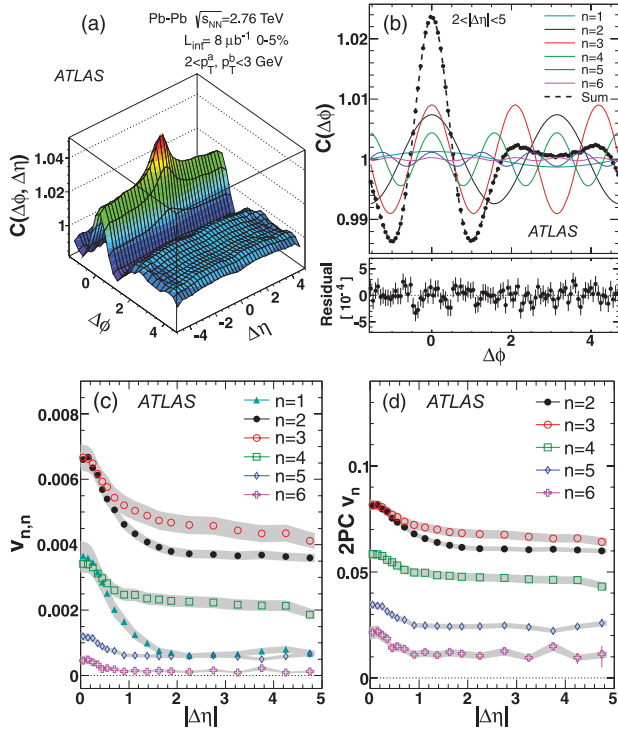 (a)
Pb-Pb √sNN=2.76 TeV
Lint= 8 μb-1 0-5%
2<pTa, pTb<3 GeV
ATLAS
1.04
1.02
1
C(Δϕ, Δη)
0
2
4
Δϕ
-4
-2
0
2
4
Δη
(b)
2<|Δη|<5
n=1
n=2
n=3
n=4
n=5
n=6
Sum
1.02
1.01
1
0.99
C(Δϕ)
ATLAS
5
0
-5
Residual
[ 10-4]
0
2
4
Δϕ
(c)
ATLAS
n=1
n=2
n=3
n=4
n=5
n=6
0.008
0.006
0.004
0.002
0
vn,n
0
1
2
3
4
5
|Δη|
(d)
ATLAS
n=2
n=3
n=4
n=5
n=6
0.1
0.05
0
2PC vn
0
1
2
3
4
5
|Δη|